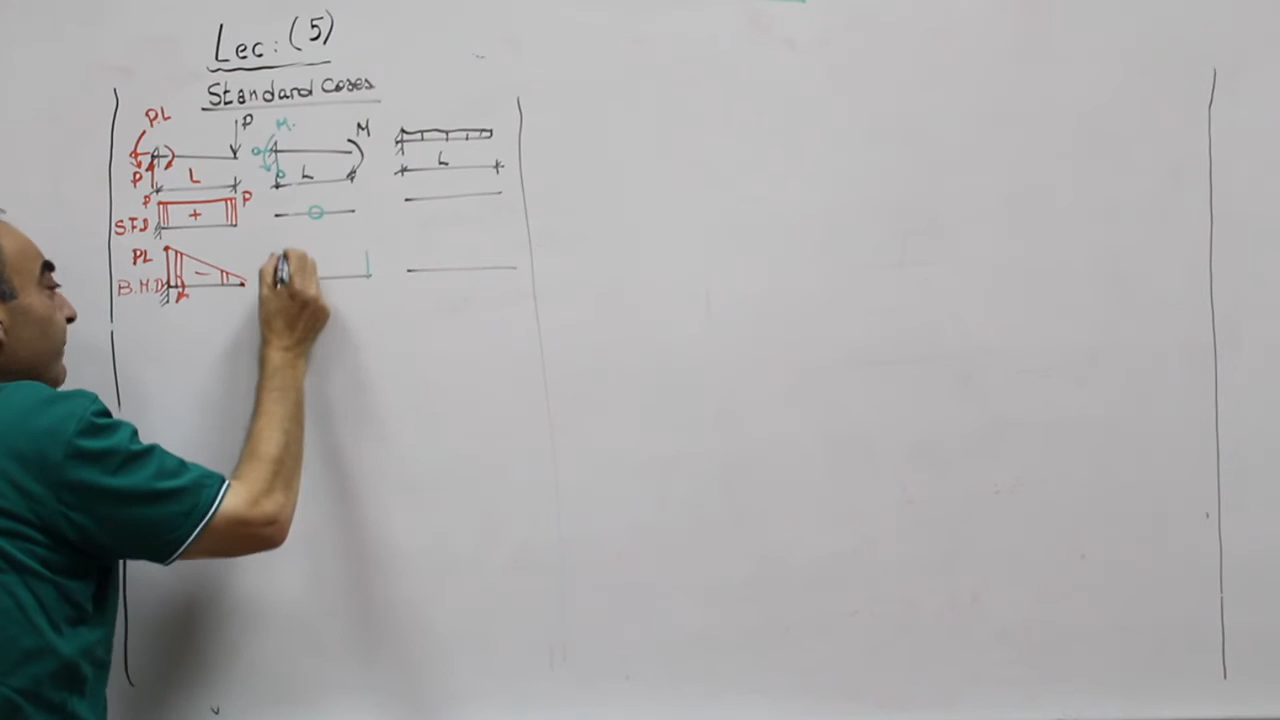 Lec: (5)
Standard Cases
P.L P M. M
P L O L L
P P
S.F.D +
PL
B.M.D -